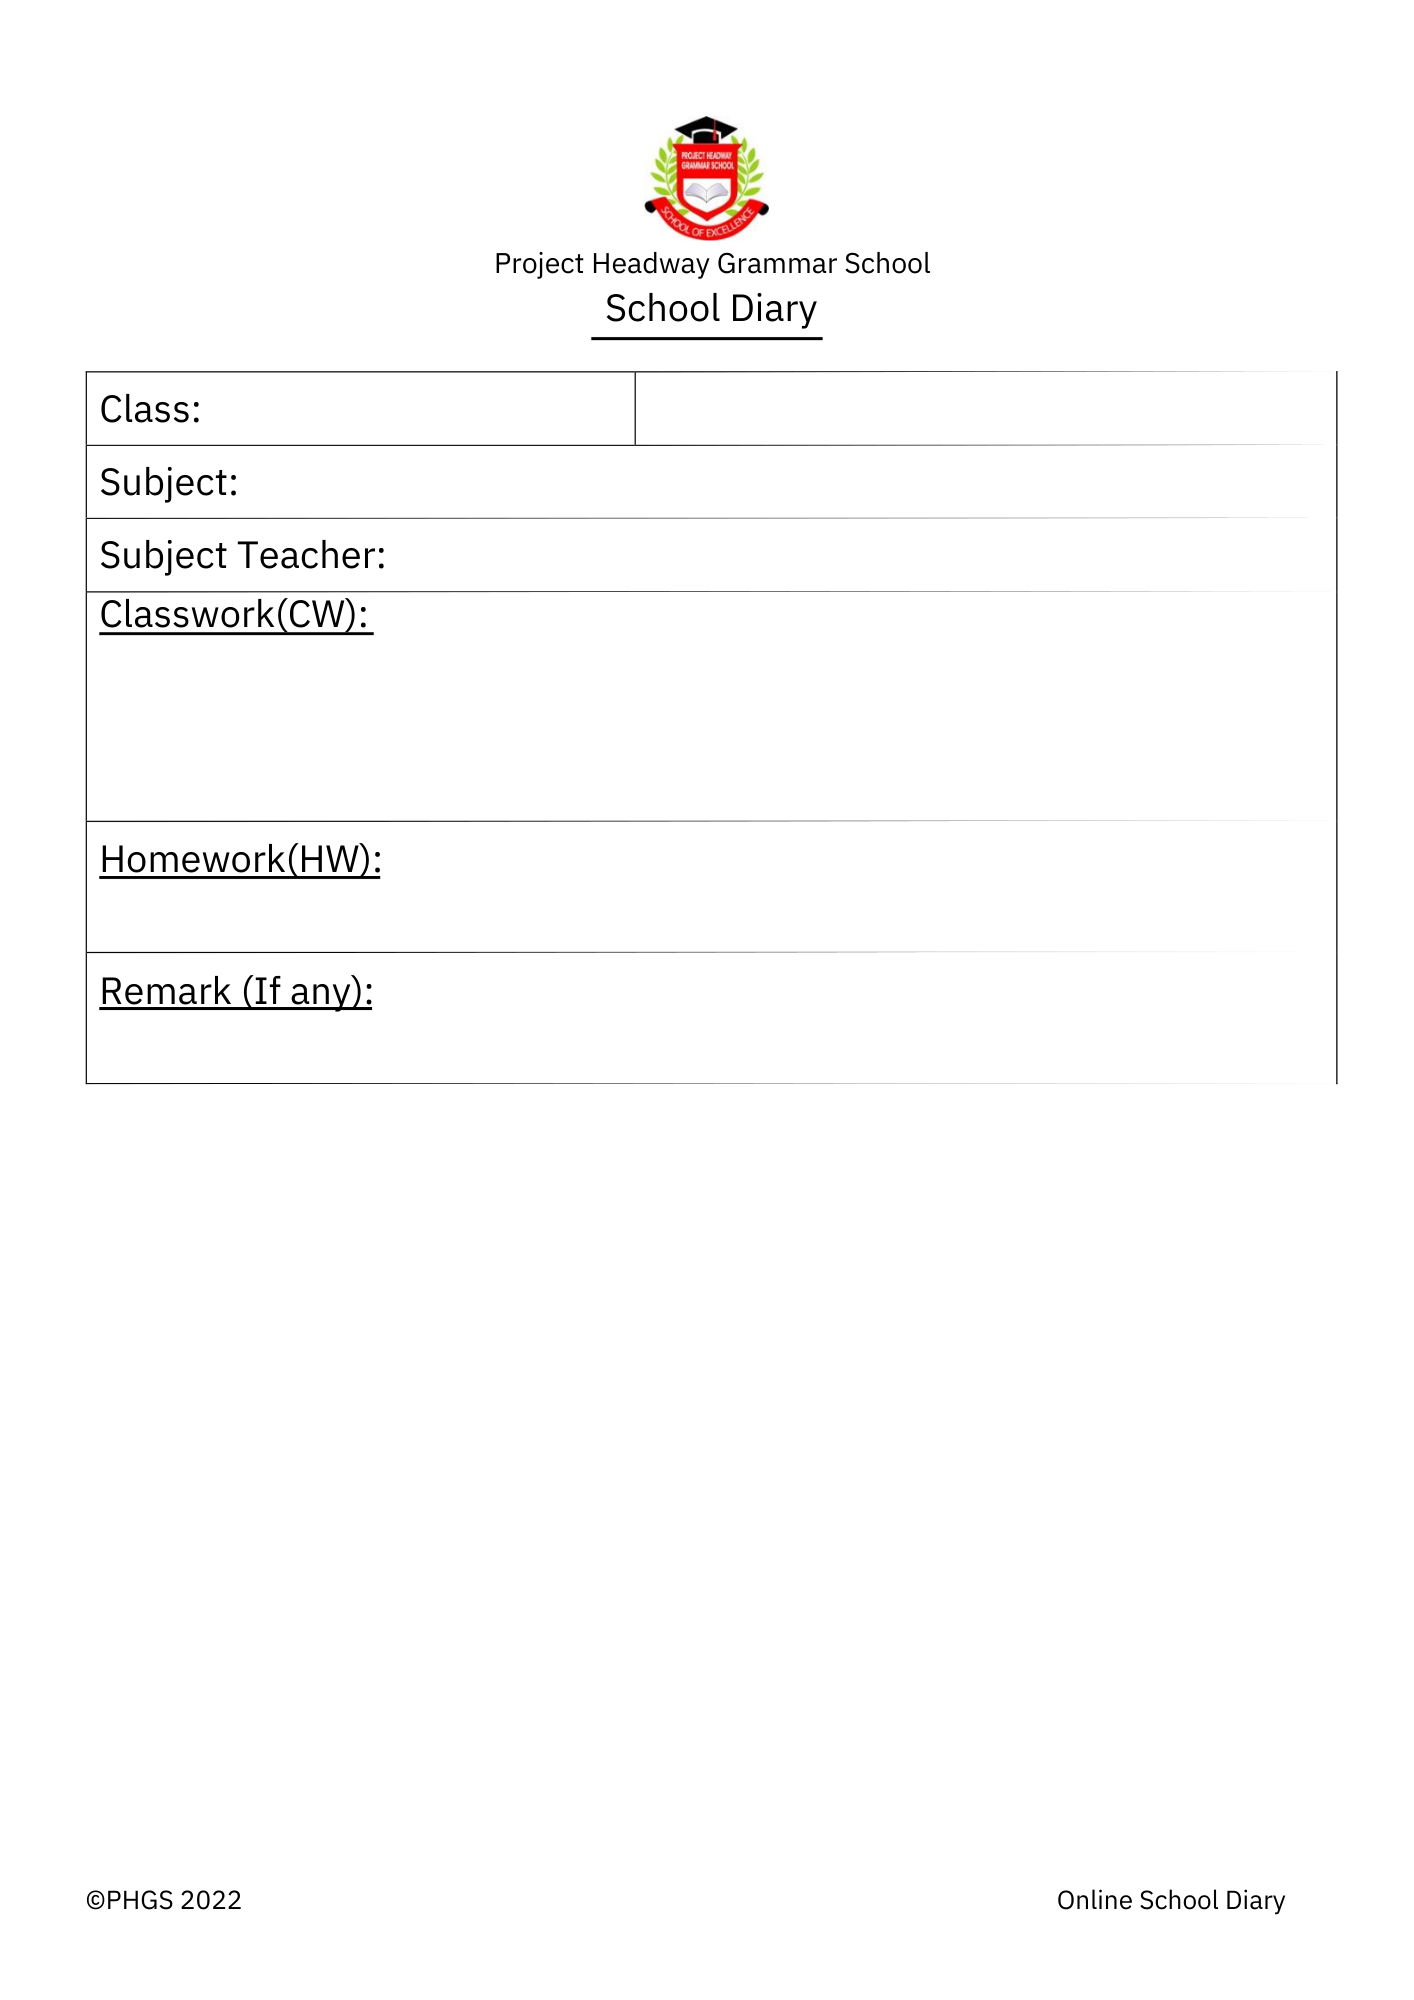 PROJECT HEADWAY
GRAMMAR SCHOOL
SCHOOL OF EXCELLENCE
Project Headway Grammar School
School Diary
Class:
Subject:
Subject Teacher:
Classwork(CW):
Homework(HW):
Remark (If any):
©PHGS 2022
Online School Diary